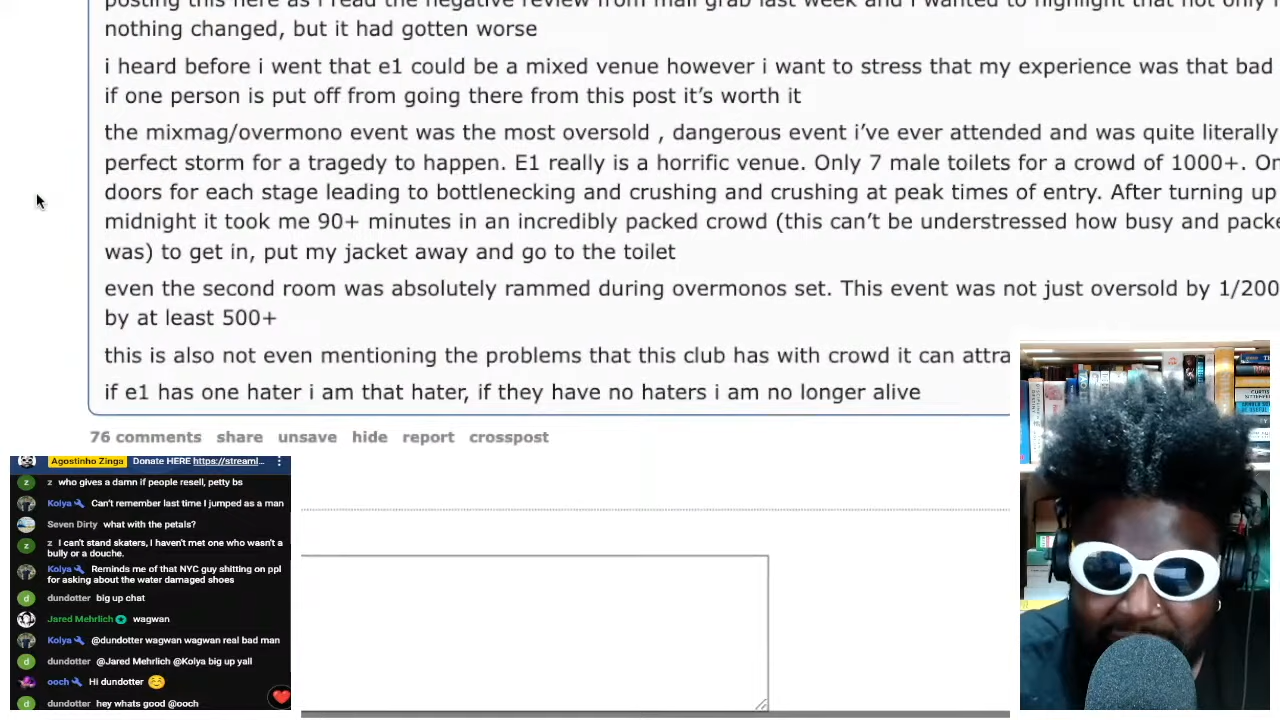 posting this here as i read the negative review from mall grab last week and i wanted to highlight that not only
nothing changed, but it had gotten worse
i heard before i went that e1 could be a mixed venue however i want to stress that my experience was that bad
if one person is put off from going there from this post it's worth it
the mixmag/overmono event was the most oversold , dangerous event i've ever attended and was quite literally
perfect storm for a tragedy to happen. E1 really is a horrific venue. Only 7 male toilets for a crowd of 1000+.
doors for each stage leading to bottlenecking and crushing and crushing at peak times of entry. After turning up
midnight it took me 90+ minutes in an incredibly packed crowd (this can't be understressed how busy and packe
was) to get in, put my jacket away and go to the toilet
even the second room was absolutely rammed during overmonos set. This event was not just oversold by 1/200
by at least 500+
this is also not even mentioning the problems that this club has with crowd it can attra
if e1 has one hater i am that hater, if they have no haters i am no longer alive
76 comments share unsave hide report crosspost
Agostinho Zinga Donate HERE https://streaml...
z z who gives a damn if people resell, petty bs
Kolya Can't remember last time I jumped as a man
Seven Dirty what with the petals?
z z I can't stand skaters, I haven't met one who wasn't a
bully or a douche.
Kolya Reminds me of that NYC guy shitting on ppl
for asking about the water damaged shoes
d dundotter big up chat
Jared Mehrlich wagwan
Kolya @dundotter wagwan wagwan real bad man
d dundotter @Jared Mehrlich @Kolya big up yall
ooch Hi dundotter
d dundotter hey whats good @ooch
CURTIS
SITTENFELD